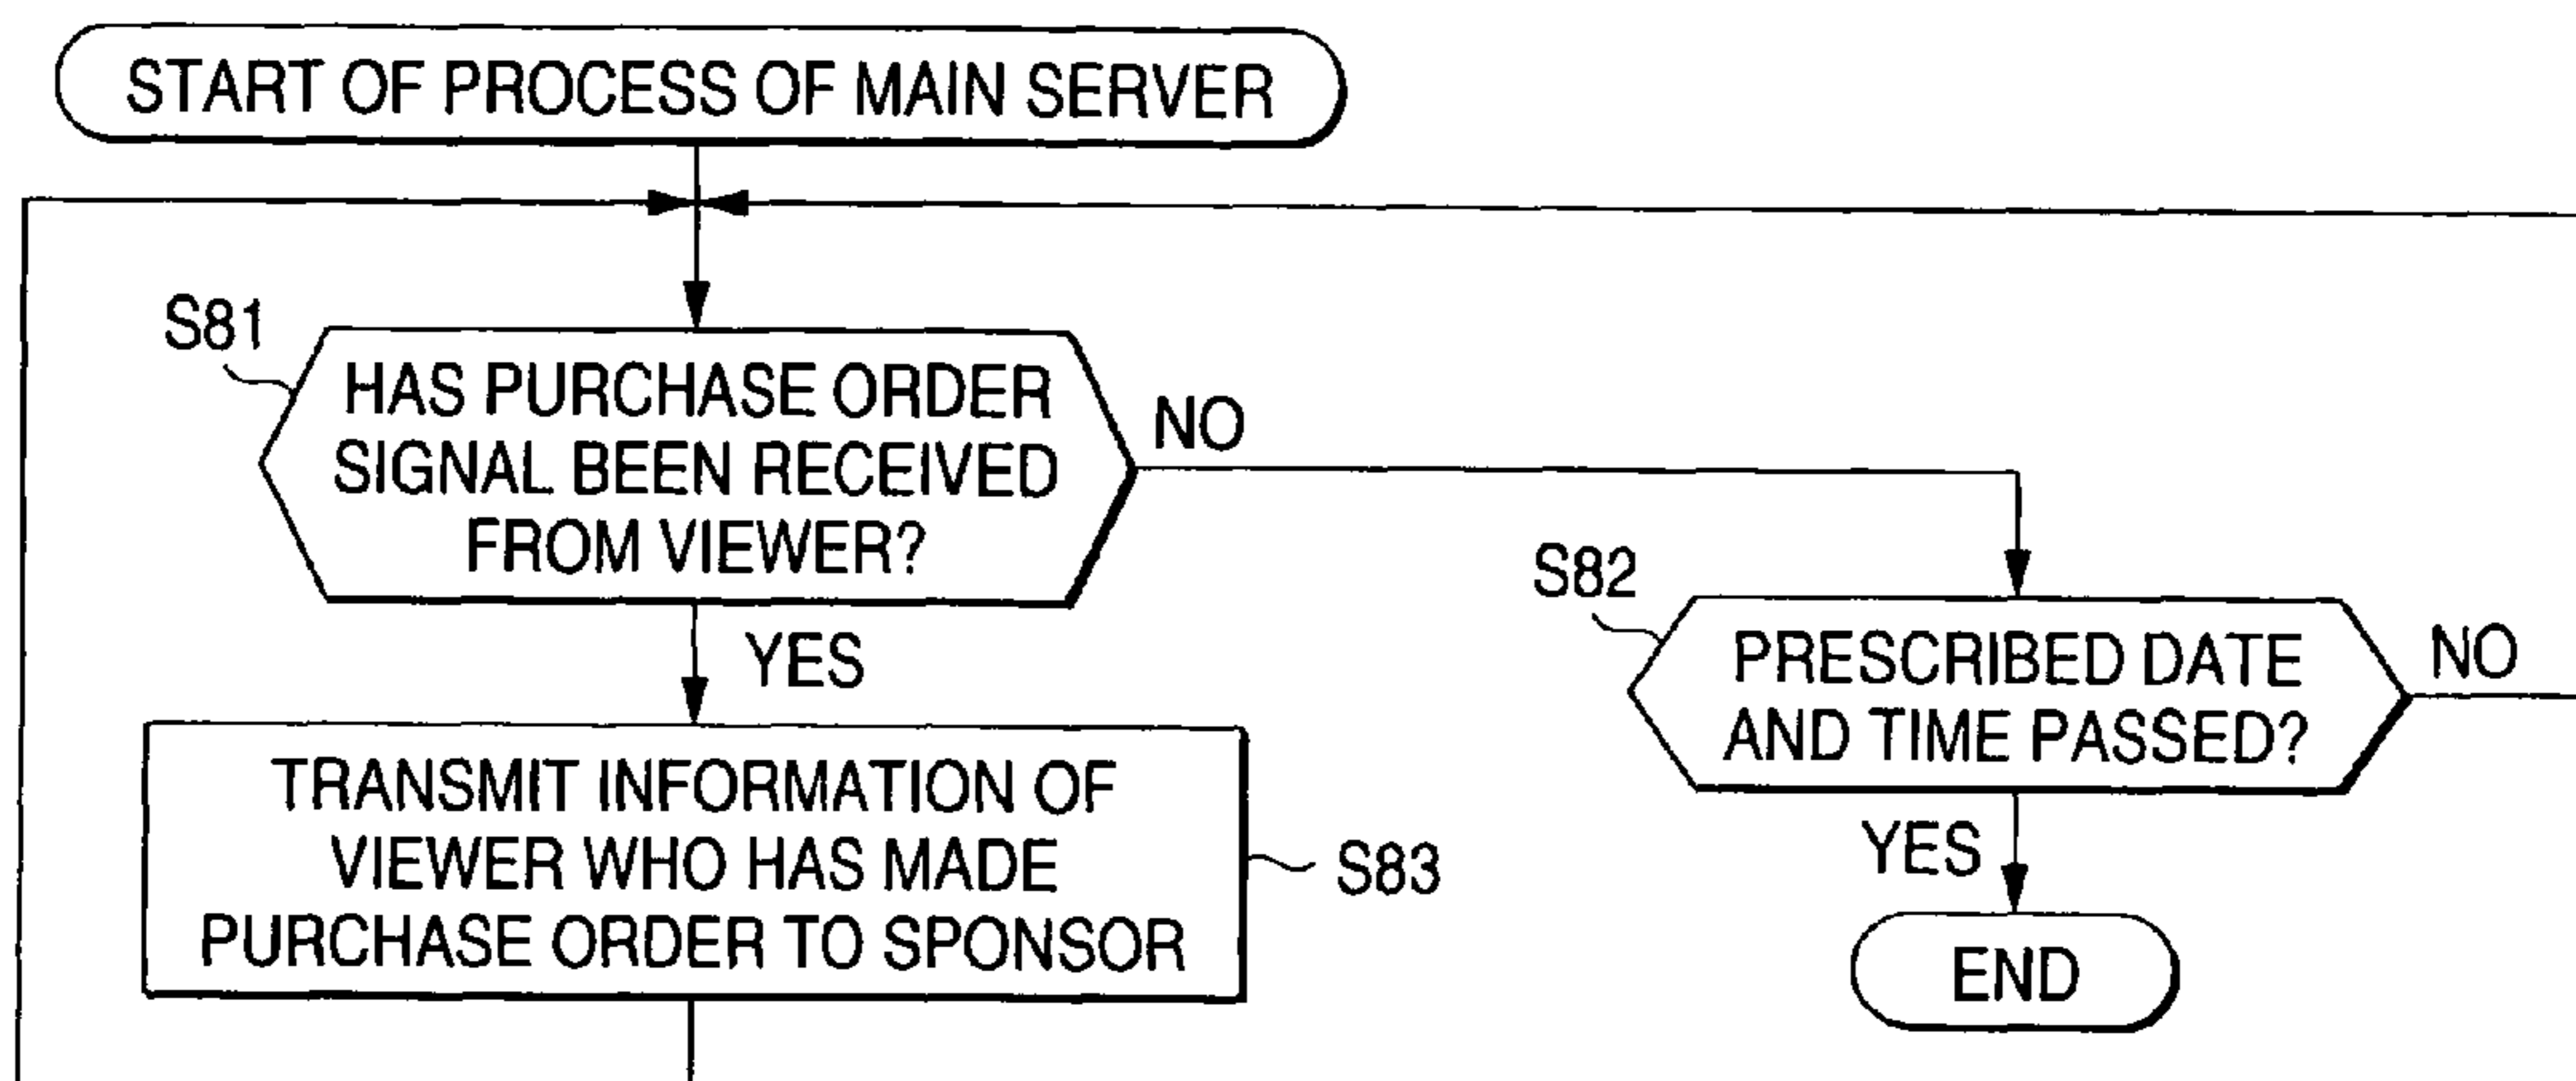 START OF PROCESS OF MAIN SERVER
S81
HAS PURCHASE ORDER
SIGNAL BEEN RECEIVED
FROM VIEWER?
NO
YES
S82
PRESCRIBED DATE
AND TIME PASSED?
NO
YES
END
TRANSMIT INFORMATION OF
VIEWER WHO HAS MADE
PURCHASE ORDER TO SPONSOR
S83